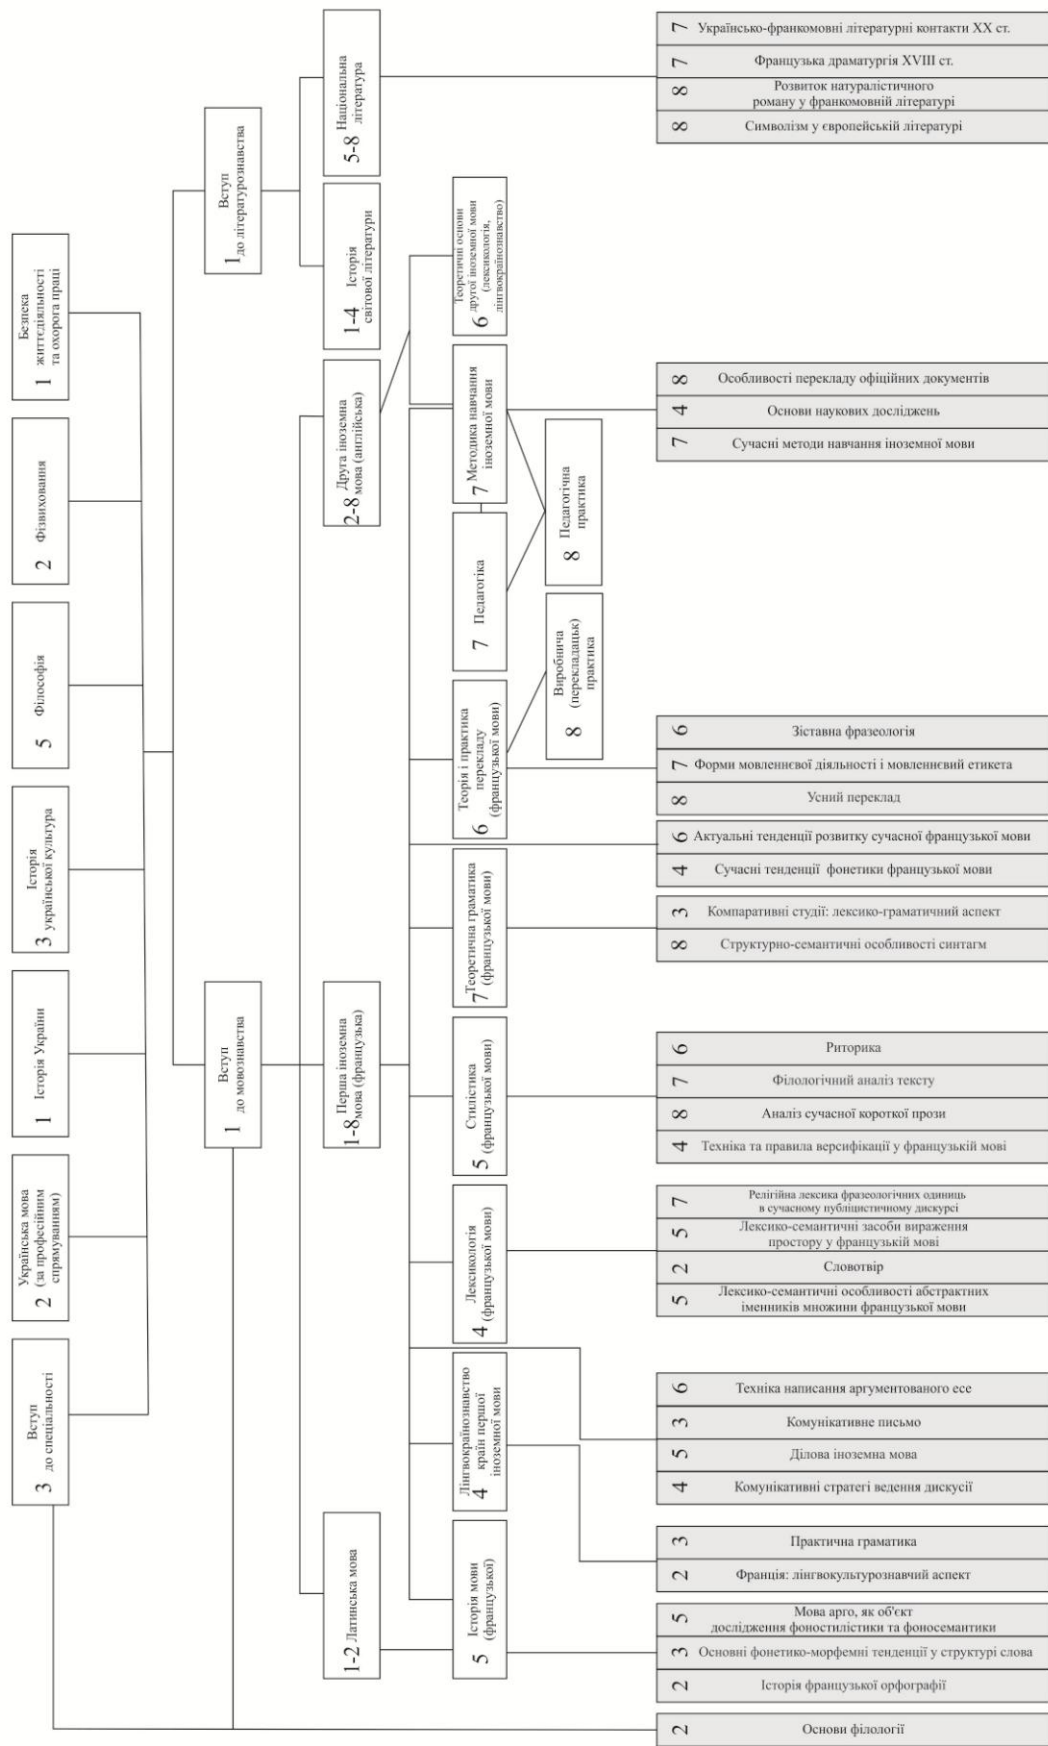 3
Вступ
до спеціальності
2
Українська мова
(за професійним
спрямуванням)
1
Історія України
3
Історія
української культура
5
Філософія
2
Фізвиховання
1
Безпека
життєдіяльності
та охорога праці
1
Вступ
до мовознавства
1
Вступ
до літературознавства
1-2
Латинська мова
1-8
Перша іноземна
мова (французька)
2-8
Друга іноземна
мова (англійська)
1-4
Історія
світової літератури
5-8
Національна
література
5
Історія мови
(французької)
4
Лінгвокраїнознавство
країн першої
іноземної мови
4
Лексикологія
(французької мови)
5
Стилістика
(французької мови)
7
Теоретична граматика
(французької мови)
6
Теорія і практика
перекладу
(французької мови)
7
Педагогіка
7
Методика навчання
іноземної мови
6
Теоретичні основи
другої іноземної мови
(лексикологія,
лінгвокраїнознавство)
8
Виробнича
(перекладацьк)
практика
8
Педагогічна
практика
7
Українсько-франкомовні літературні контакти ХХ ст.
7
Французька драматургія XVIII ст.
8
Розвиток натуралістичного
роману у франкомовній літературі
8
Символізм у європейській літературі
8
Особливості перекладу офіційних документів
4
Основи наукових досліджень
7
Сучасні методи навчання іноземної мови
6
Зіставна фразеологія
7
Форми мовленнєвої діяльності і мовленнєвий етикета
8
Усний переклад
6
Актуальні тенденції розвитку сучасної французької мови
4
Сучасні тенденції фонетики французької мови
3
Компаративні студії: лексико-граматичний аспект
8
Структурно-семантичні особливості синтагм
6
Риторика
7
Філологічний аналіз тексту
8
Аналіз сучасної короткої прози
4
Техніка та правила версифікації у французькій мові
7
Релігійна лексика фразеологічних одиниць
в сучасному публіцистичному дискурсі
5
Лексико-семантичні засоби вираження
простору у французькій мові
2
Словотвір
5
Лексико-семантичні особливості абстрактних
іменників множини французької мови
6
Техніка написання аргументованого есе
3
Комунікативне письмо
5
Ділова іноземна мова
4
Комунікативні стратегі ведення дискусії
3
Практична граматика
2
Франція: лінгвокультурознавчий аспект
5
Мова арго, як об'єкт
дослідження фоностилістики та фоносемантики
3
Основні фонетико-морфемні тенденції у структурі слова
2
Історія французької орфографії
2
Основи філології